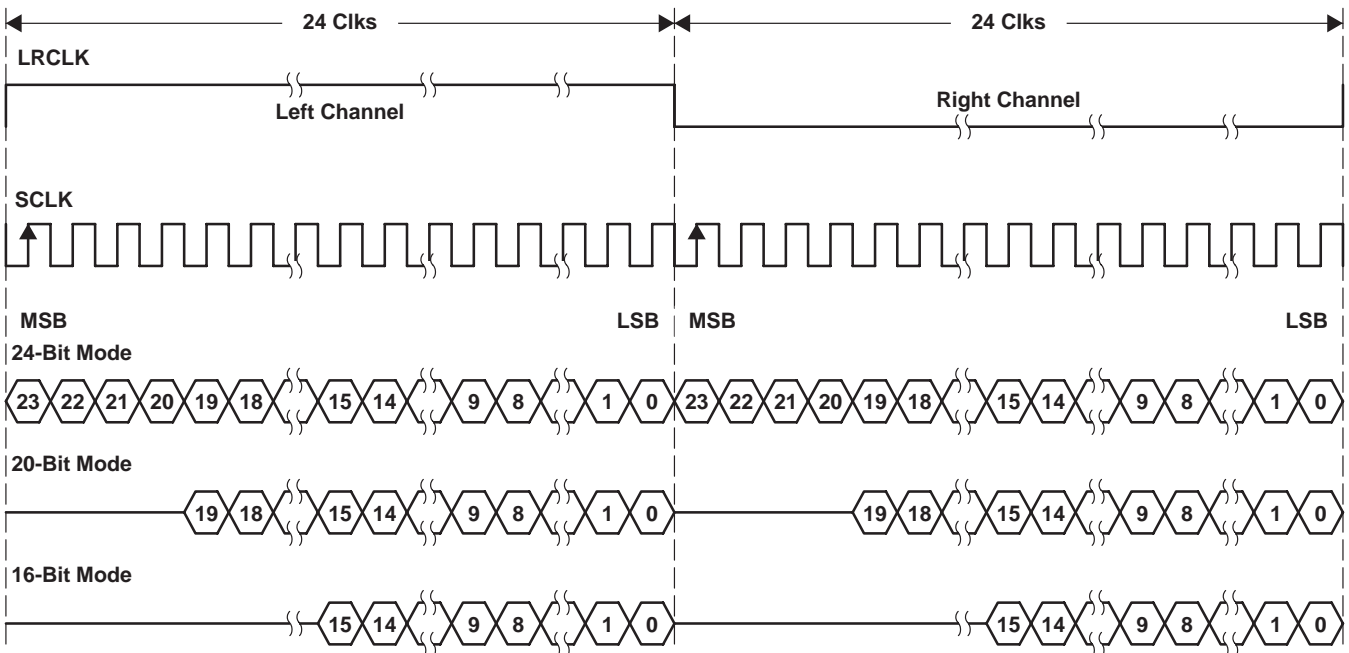 24 Clks 24 Clks
LRCLK
Left Channel
Right Channel
SCLK
MSB LSB MSB LSB
24-Bit Mode
23 22 21 20 19 18 15 14 9 8 1 0 23 22 21 20 19 18 15 14 9 8 1 0
20-Bit Mode
19 18 15 14 9 8 1 0 19 18 15 14 9 8 1 0
16-Bit Mode
15 14 9 8 1 0 15 14 9 8 1 0